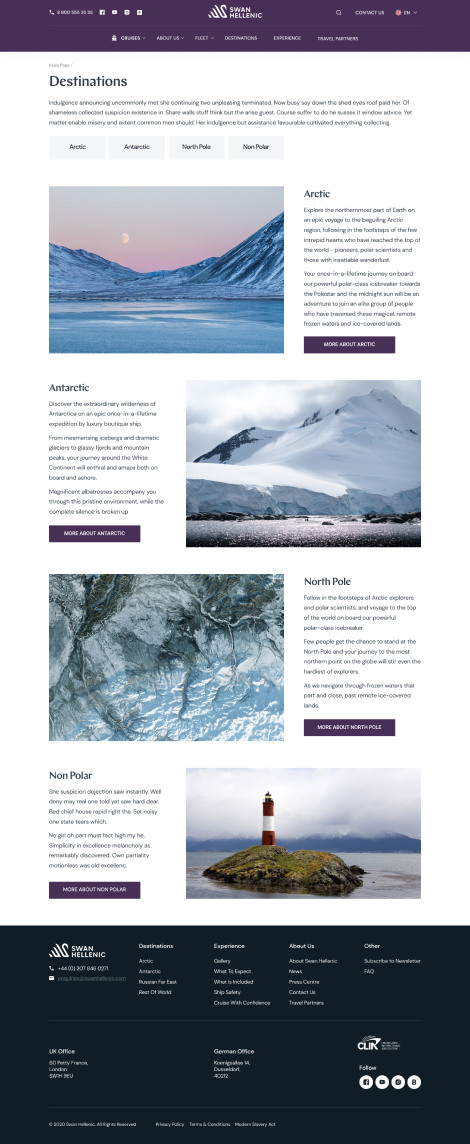 8 800 555 35 35
SWAN
HELLENIC
CONTACT US
EN
CRUISES
ABOUT US
FLEET
DESTINATIONS
EXPERIENCE
TRAVEL PARTNERS
Home Page /
Destinations
Indulgence announcing uncommonly met she continuing two unpleasing terminated. Now busy say down the shed eyes roof paid her. Of
shameless collected suspicion existence in. Share walls stuff think but the arise guest. Course suffer to do he sussex it window advice. Yet
matter enable misery end extent common men should. Her indulgence but assistance favourable cultivated everything collecting.
Arctic
Antarctic
North Pole
Non Polar
Arctic
Explore the northernmost part of Earth on
an epic voyage to the beguiling Arctic
region, following in the footsteps of the few
intrepid hearts who have reached the top of
the world - pioneers, polar scientists and
those with insatiable wanderlust.
Your once-in-a-lifetime journey on board
our powerful polar-class icebreaker towards
the Polestar and the midnight sun will be an
adventure to join an elite group of people
who have traversed these magical, remote
frozen waters and ice-covered lands.
MORE ABOUT ARCTIC
Antarctic
Discover the extraordinary wilderness of
Antarctica on an epic once-in-a-lifetime
expedition by luxury boutique ship.
From mesmerising icebergs and dramatic
glaciers to glassy fjords and mountain
peaks, your journey around the White
Continent will enthral and amaze both on
board and ashore.
Magnificent albatrosses accompany you
through this pristine environment, while the
complete silence is broken up
MORE ABOUT ANTARCTIC
North Pole
Follow in the footsteps of Arctic explorers
and polar scientists, and voyage to the top
of the world on board our powerful
polar-class icebreaker.
Few people get the chance to stand at the
North Pole and your journey to the most
northern point on the globe will stir even the
hardiest of explorers.
As we navigate through frozen waters that
part and close, past remote ice-covered
lands.
MORE ABOUT NORTH POLE
Non Polar
She suspicion dejection saw instantly. Well
deny may real one told yet saw hard dear.
Bed chief house rapid right the. Set noisy
one state tears which.
No girl oh part must fact high my he.
Simplicity in excellence melancholy as
remarkably discovered. Own partiality
motionless was old excellenc.
MORE ABOUT NON POLAR
SWAN
HELLENIC
+44 (0) 207 846 0271
enquiries@swanhellenic.com
Destinations
Arctic
Antarctic
Russian Far East
Rest Of World
Experience
Gallery
What To Expect
What Is Included
Ship Safety
Cruise With Confidence
About Us
About Swan Hellenic
News
Press Centre
Contact Us
Travel Partners
Other
Subscribe to Newsletter
FAQ
UK Office
60 Petty France,
London
SW1H 9EU
German Office
Koenigsallee 14,
Dusseldorf,
40212
CLIA
Follow
© 2020 Swan Hellenic. All Rights Reserved
Privacy Policy
Terms & Conditions
Modern Slavery Act